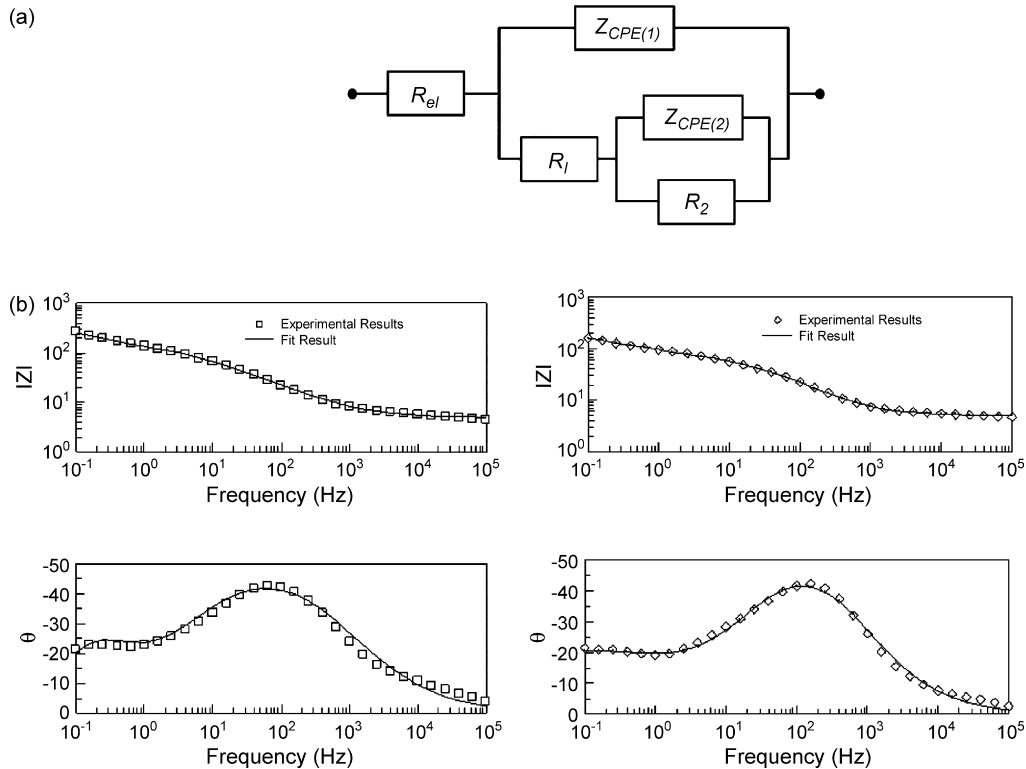 (a)
Z_CPE(1)
R_el
Z_CPE(2)
R_I
R_2
(b)
10^3
10^2
10^1
10^0
IZI
□ Experimental Results
— Fit Result
10^-1 10^0 10^1 10^2 10^3 10^4 10^5
Frequency (Hz)
10^3
10^2
10^1
10^0
IZI
◇ Experimental Results
— Fit Result
10^-1 10^0 10^1 10^2 10^3 10^4 10^5
Frequency (Hz)
-50
-40
-30
-20
-10
0
θ
10^-1 10^0 10^1 10^2 10^3 10^4 10^5
Frequency (Hz)
-50
-40
-30
-20
-10
0
θ
10^-1 10^0 10^1 10^2 10^3 10^4 10^5
Frequency (Hz)